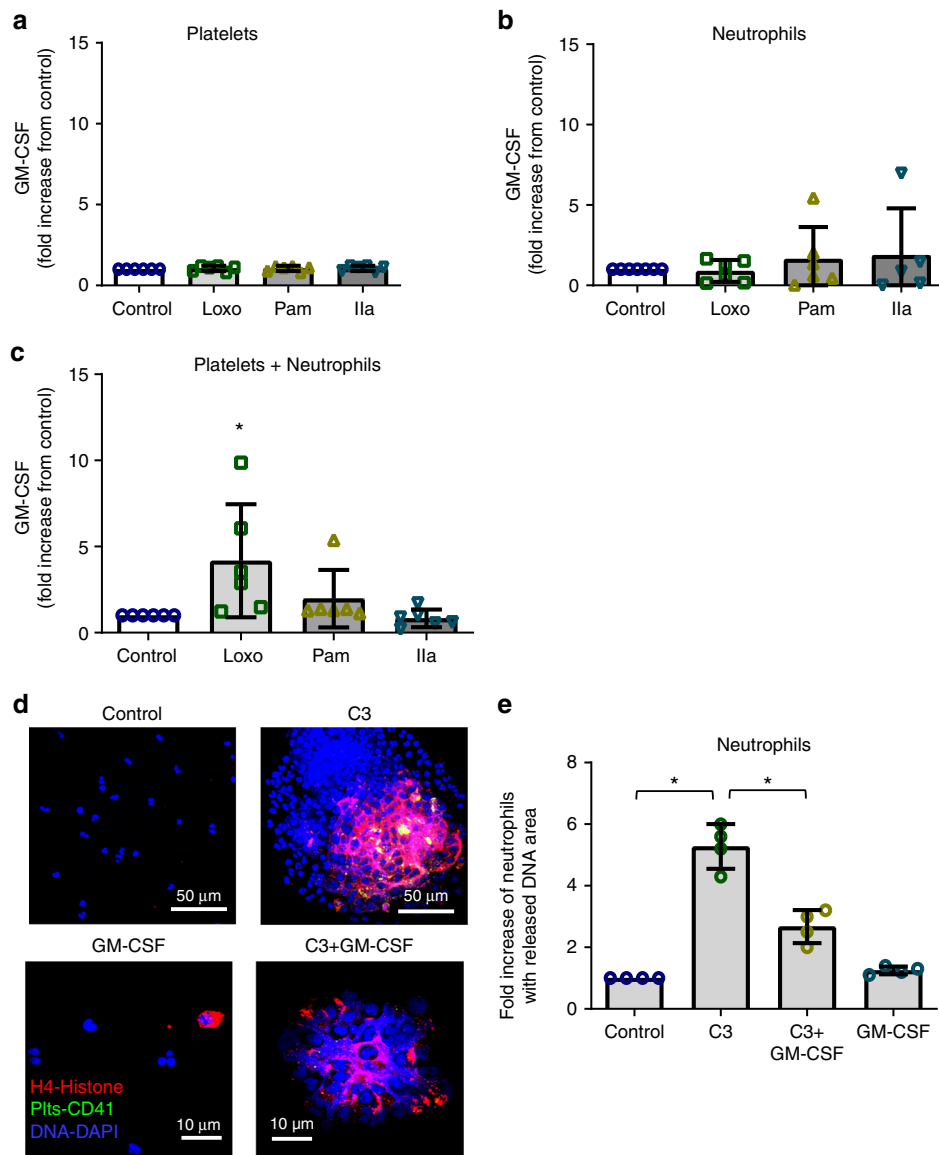 a
Platelets
GM-CSF
(fold increase from control)
15
10
5
0
Control Loxo Pam IIa
b
Neutrophils
GM-CSF
(fold increase from control)
15
10
5
0
Control Loxo Pam IIa
c
Platelets + Neutrophils
GM-CSF
(fold increase from control)
15
10
5
0
*
Control Loxo Pam IIa
d
Control
50 µm
C3
50 µm
GM-CSF
H4-Histone
Plts-CD41
DNA-DAPI
10 µm
C3+GM-CSF
10 µm
e
Neutrophils
Fold increase of neutrophils
with released DNA area
8
6
4
2
0
* *
Control C3 C3+ GM-CSF
GM-CSF